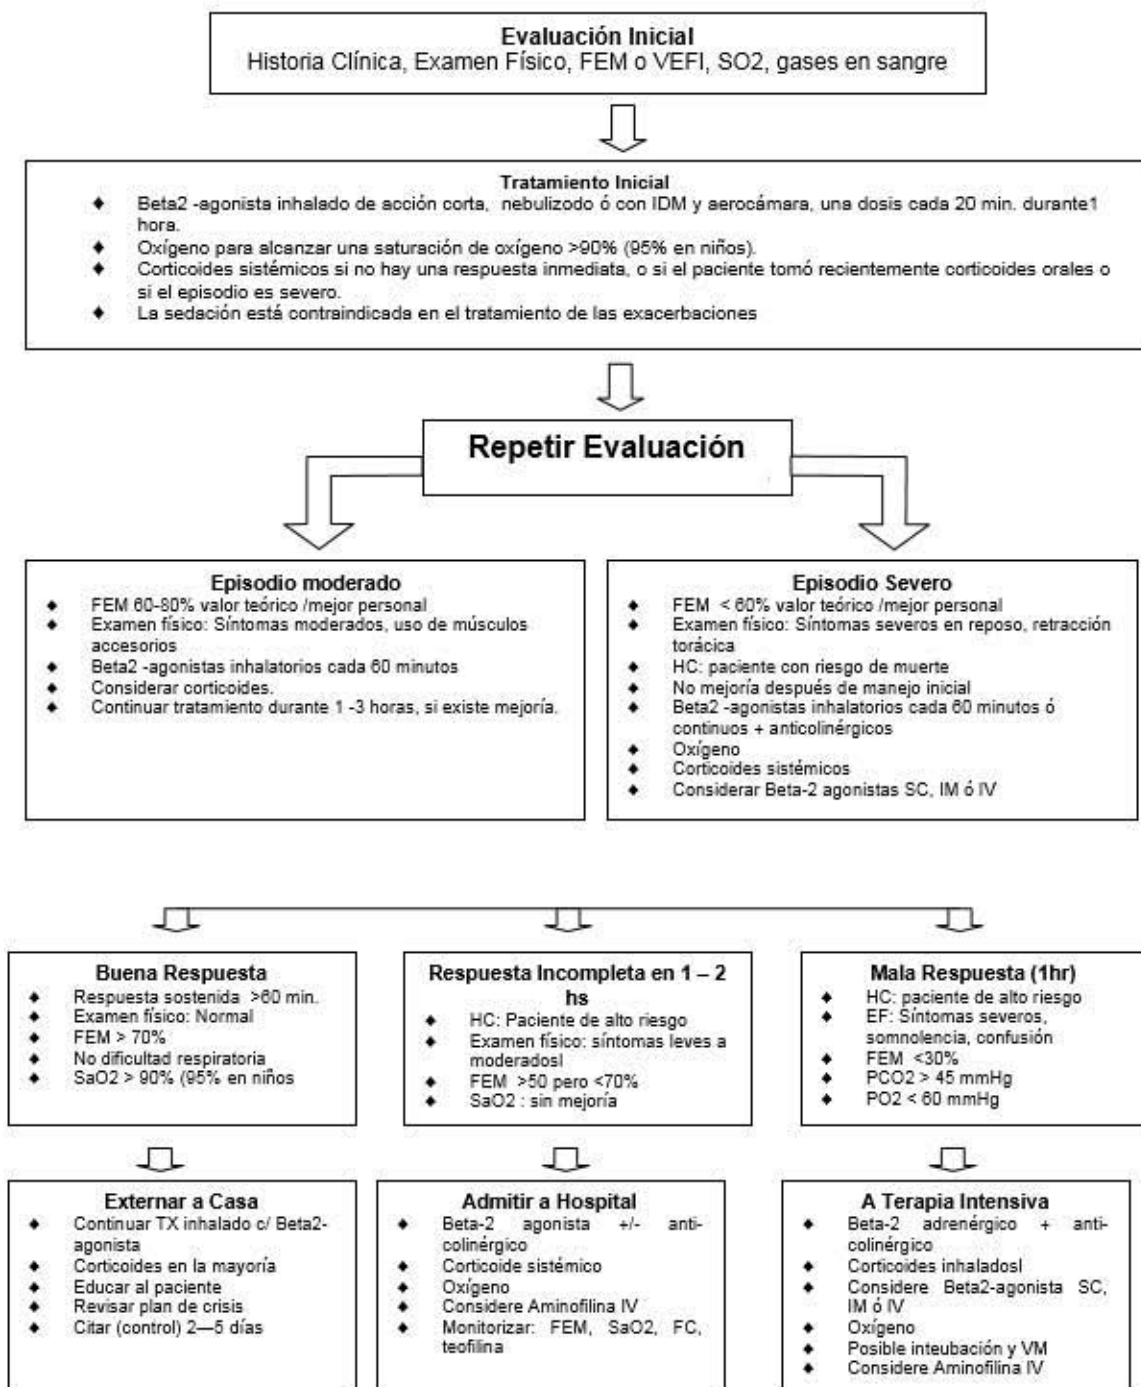 Evaluación Inicial
Historia Clínica, Examen Físico, FEM o VEFI, SO2, gases en sangre
Tratamiento Inicial
♦ Beta2 -agonista inhalado de acción corta, nebulizodo ó con IDM y aerocámara, una dosis cada 20 min. durante1
hora.
♦ Oxígeno para alcanzar una saturación de oxígeno >90% (95% en niños).
♦ Corticoides sistémicos si no hay una respuesta inmediata, o si el paciente tomó recientemente corticoides orales o
si el episodio es severo.
♦ La sedación está contraindicada en el tratamiento de las exacerbaciones
Repetir Evaluación
Episodio moderado
♦ FEM 60-80% valor teórico /mejor personal
♦ Examen físico: Síntomas moderados, uso de músculos
accesorios
♦ Beta2 -agonistas inhalatorios cada 60 minutos
♦ Considerar corticoides.
♦ Continuar tratamiento durante 1 -3 horas, si existe mejoría.
Episodio Severo
♦ FEM < 60% valor teórico /mejor personal
♦ Examen físico: Síntomas severos en reposo, retracción
torácica
♦ HC: paciente con riesgo de muerte
♦ No mejoría después de manejo inicial
♦ Beta2 -agonistas inhalatorios cada 60 minutos ó
continuos + anticolinérgicos
♦ Oxígeno
♦ Corticoides sistémicos
♦ Considerar Beta-2 agonistas SC, IM ó IV
Buena Respuesta
♦ Respuesta sostenida >60 min.
♦ Examen físico: Normal
♦ FEM > 70%
♦ No dificultad respiratoria
♦ SaO2 > 90% (95% en niños
Respuesta Incompleta en 1 – 2
hs
♦ HC: Paciente de alto riesgo
♦ Examen físico: síntomas leves a
moderadosl
♦ FEM >50 pero <70%
♦ SaO2 : sin mejoría
Mala Respuesta (1hr)
♦ HC: paciente de alto riesgo
♦ EF: Síntomas severos,
somnolencia, confusión
♦ FEM <30%
♦ PCO2 > 45 mmHg
♦ PO2 < 60 mmHg
Externar a Casa
♦ Continuar TX inhalado c/ Beta2-
agonista
♦ Corticoides en la mayoría
♦ Educar al paciente
♦ Revisar plan de crisis
♦ Citar (control) 2—5 días
Admitir a Hospital
♦ Beta-2 agonista +/- anti-
colinérgico
♦ Corticoide sistémico
♦ Oxígeno
♦ Considere Aminofilina IV
♦ Monitorizar: FEM, SaO2, FC,
teofilina
A Terapia Intensiva
♦ Beta-2 adrenérgico + anti-
colinérgico
♦ Corticoides inhaladosl
♦ Considere Beta2-agonista SC,
IM ó IV
♦ Oxígeno
♦ Posible inteubación y VM
♦ Considere Aminofilina IV